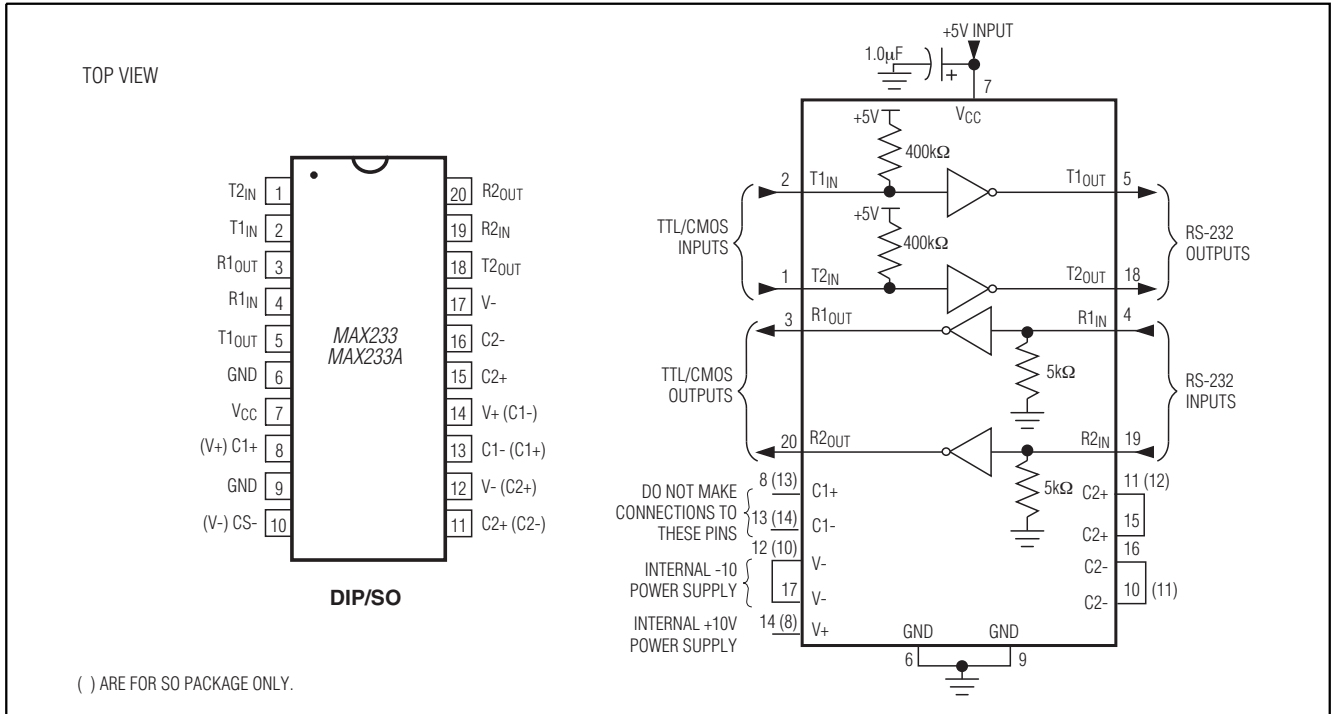 TOP VIEW
T2IN 1
T1IN 2
R1OUT 3
R1IN 4
T1OUT 5
GND 6
VCC 7
(V+) C1+ 8
GND 9
(V-) CS- 10
MAX233
MAX233A
20 R2OUT
19 R2IN
18 T2OUT
17 V-
16 C2-
15 C2+
14 V+ (C1-)
13 C1- (C1+)
12 V- (C2+)
11 C2+ (C2-)
DIP/SO
( ) ARE FOR SO PACKAGE ONLY.
+5V INPUT
1.0μF
+
7
VCC
+5V
400kΩ
2 T1IN
T1OUT 5
+5V
400kΩ
TTL/CMOS
INPUTS
RS-232
OUTPUTS
1 T2IN
T2OUT 18
3 R1OUT
R1IN 4
5kΩ
TTL/CMOS
OUTPUTS
RS-232
INPUTS
20 R2OUT
R2IN 19
5kΩ
8 (13) C1+
DO NOT MAKE
CONNECTIONS TO
THESE PINS
13 (14) C1-
12 (10) V-
INTERNAL -10
POWER SUPPLY
17 V-
INTERNAL +10V
POWER SUPPLY
14 (8) V+
C2+ 11 (12)
C2+ 15
C2- 16
C2- 10 (11)
GND GND
6 9